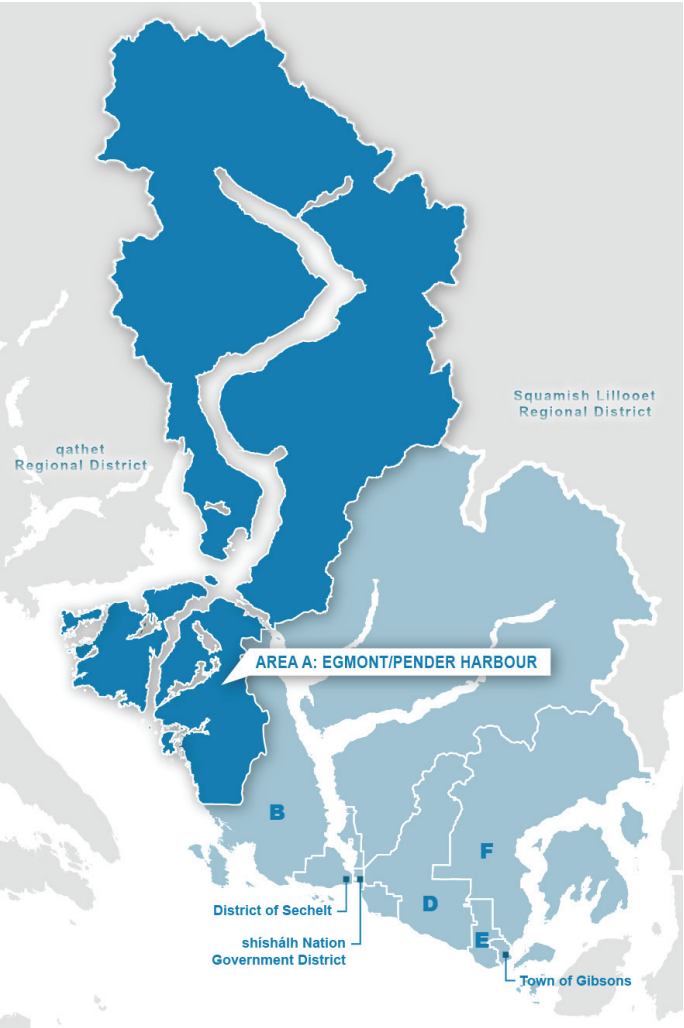 Squamish Lillooet
Regional District
qathet
Regional District
AREA A: EGMONT/PENDER HARBOUR
B
F
D
E
District of Sechelt
shíshálh Nation
Government District
Town of Gibsons